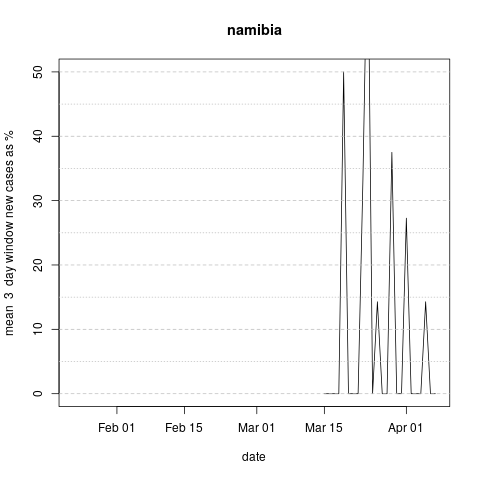 namibia
mean  3  day window new cases as %
50
40
30
20
10
0
Feb 01
Feb 15
Mar 01
Mar 15
Apr 01
date